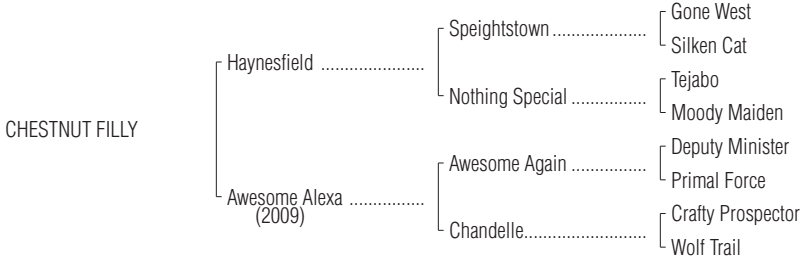 Gone West
Speightstown ....................
Silken Cat
Haynesfield ......................
Tejabo
Nothing Special ................
Moody Maiden
CHESTNUT FILLY
Deputy Minister
Awesome Again ................
Primal Force
Awesome Alexa ................
(2009)
Crafty Prospector
Chandelle..........................
Wolf Trail